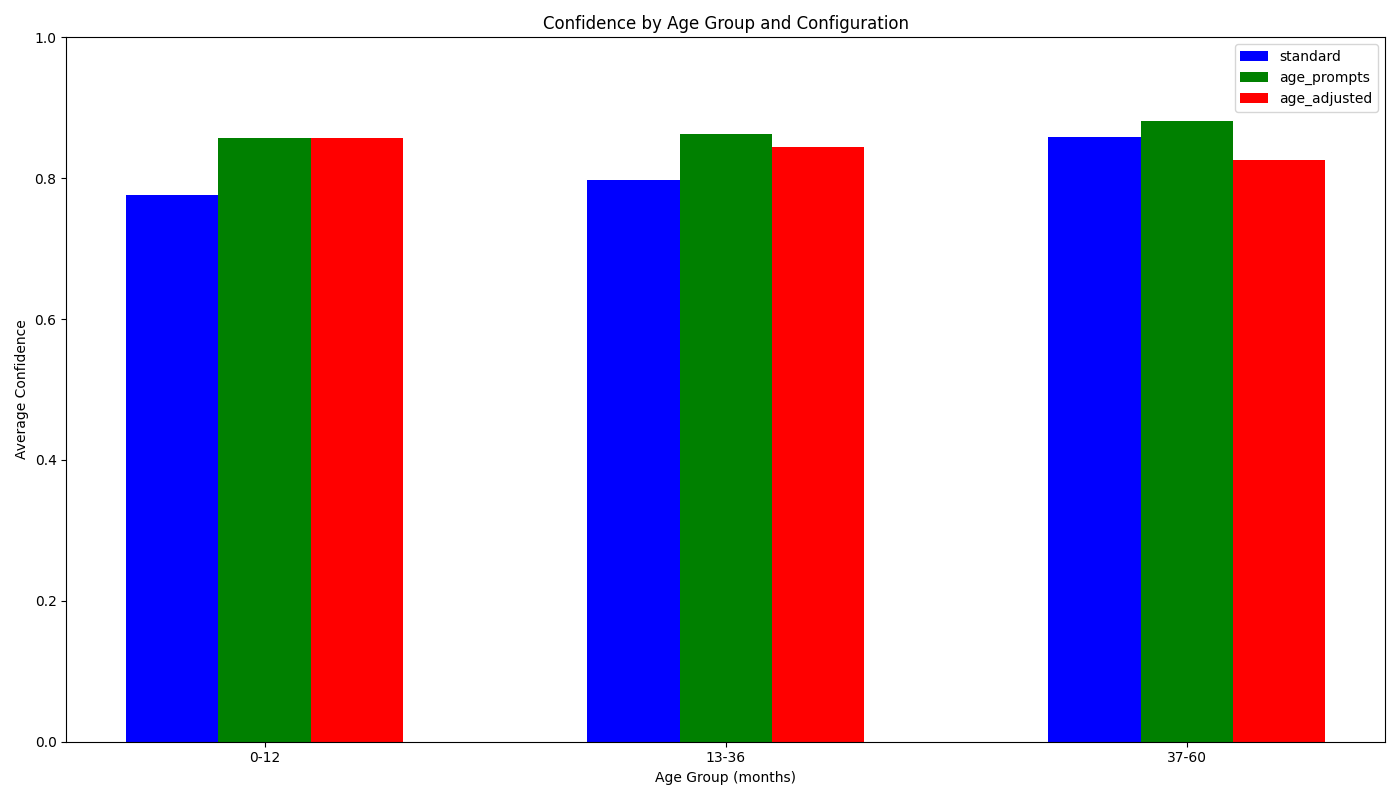 Confidence by Age Group and Configuration
1.0
0.8
0.6
0.4
0.2
0.0
Average Confidence
standard
age_prompts
age_adjusted
0-12
13-36
37-60
Age Group (months)